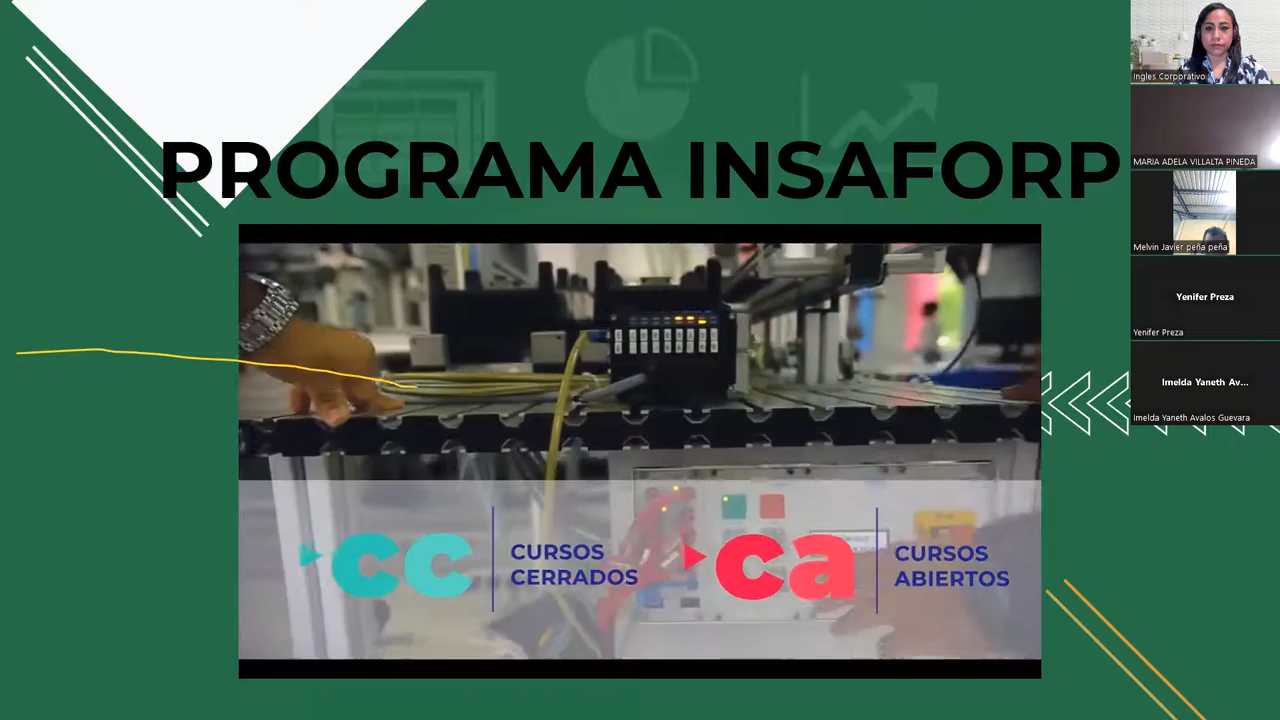 PROGRAMA INSAFORP
cc
CURSOS
CERRADOS
ca
CURSOS
ABIERTOS
Ingles Corporativo
MARIA ADELA VILLALTA PINEDA
Melvin Javier peña peña
Yenifer Preza
Yenifer Preza
Imelda Yaneth Av...
Imelda Yaneth Avalos Guevara